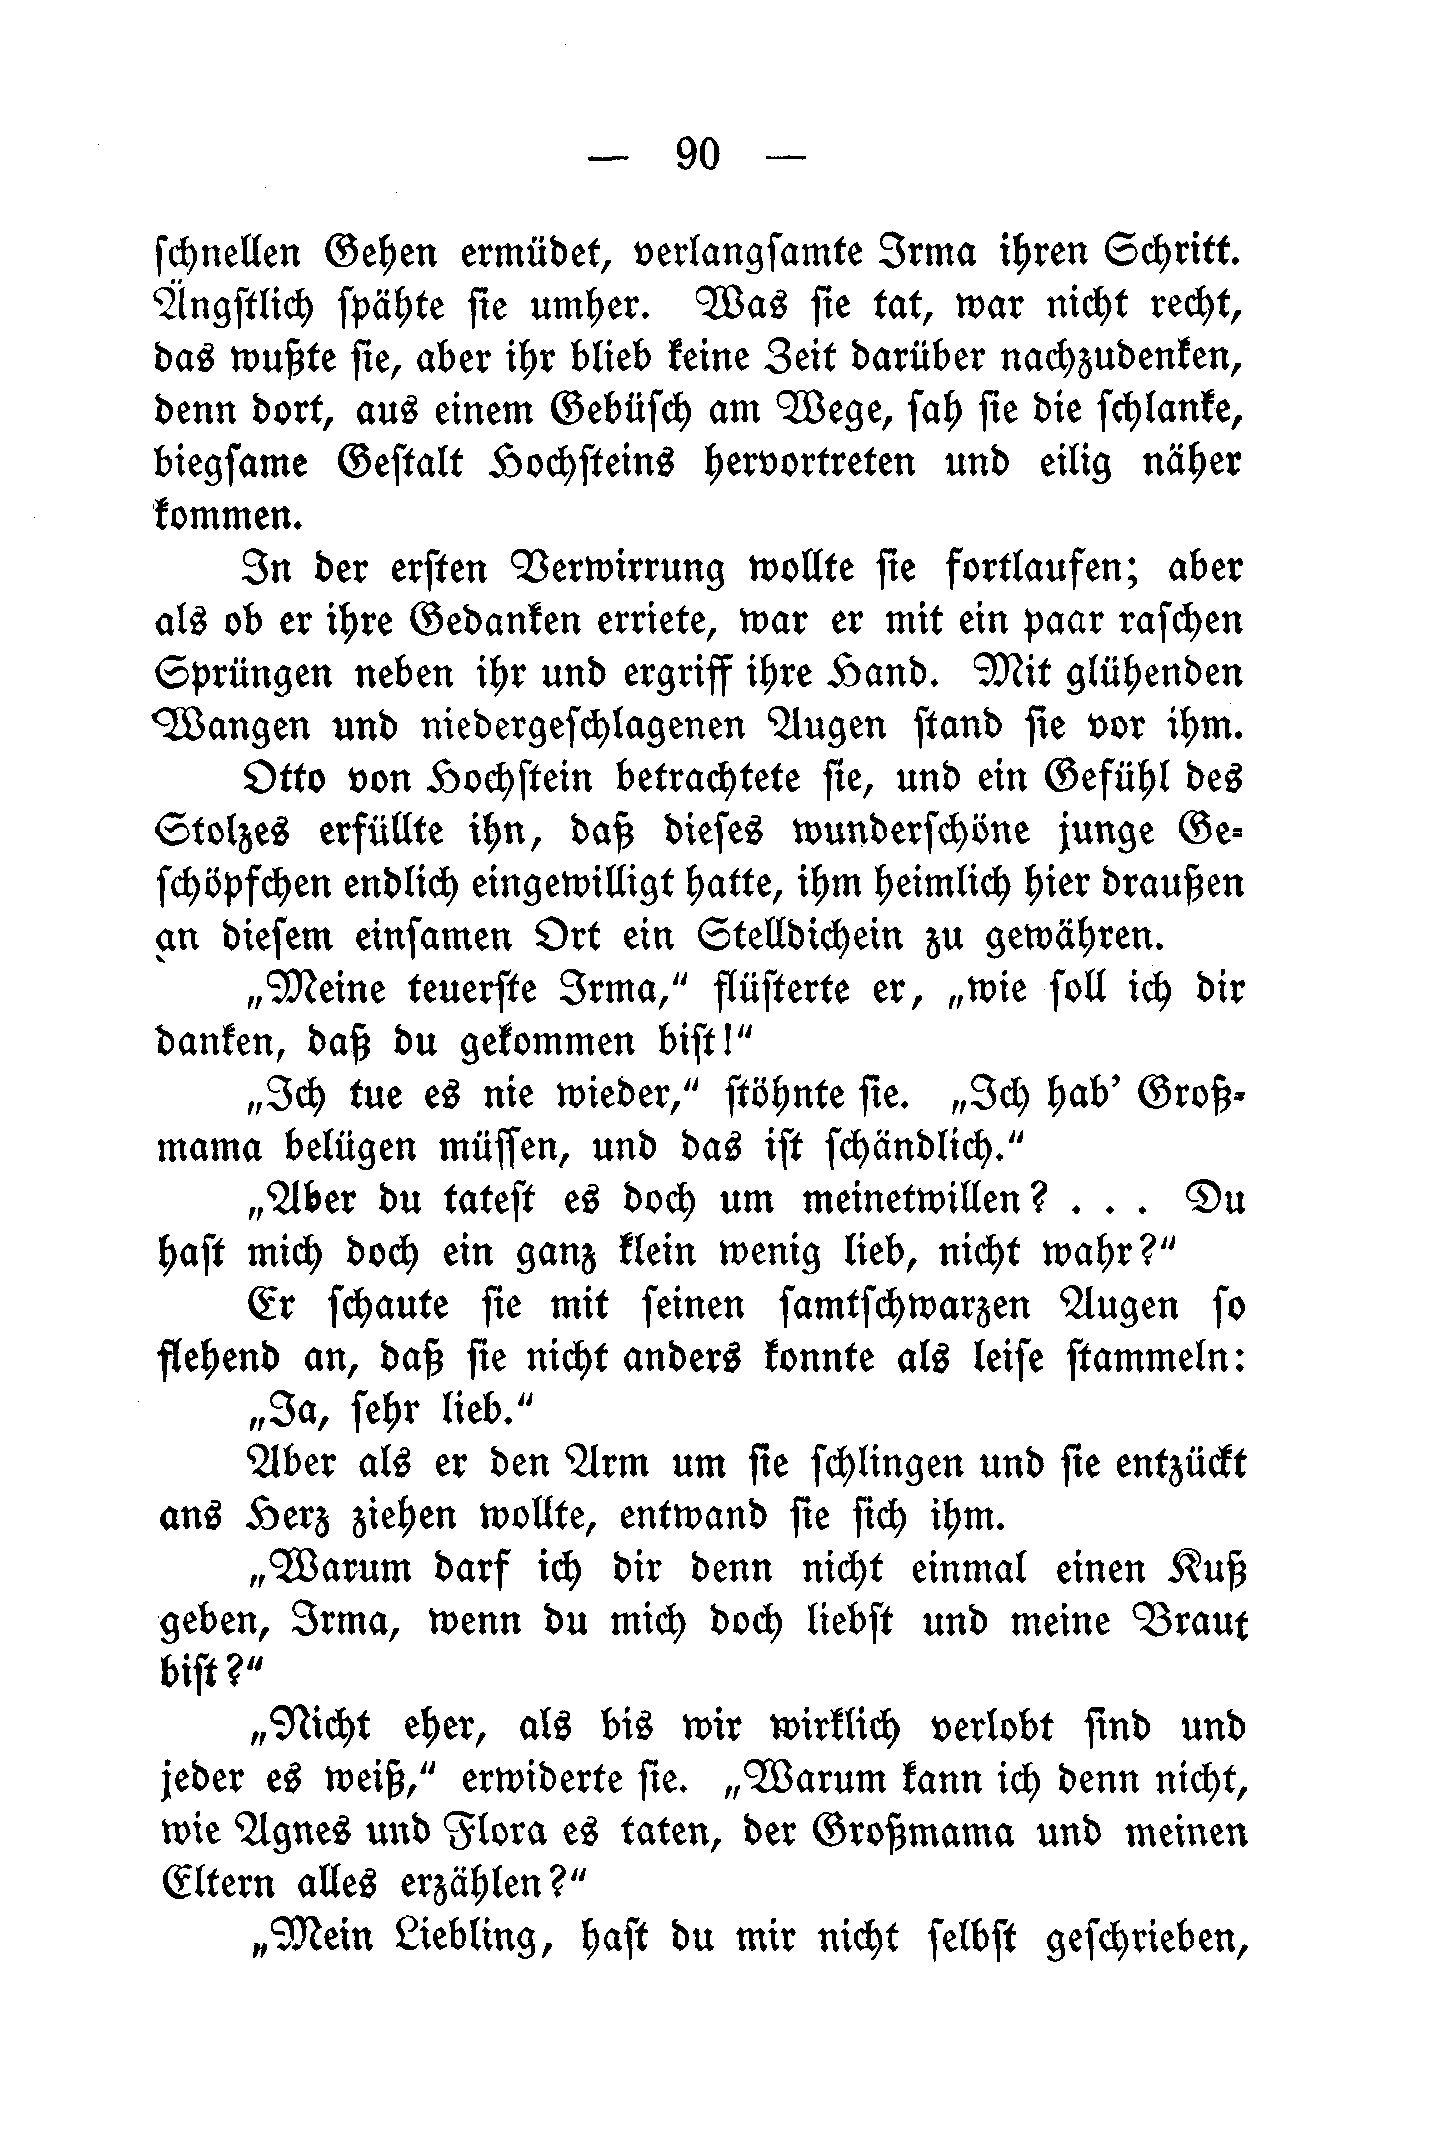 — 90 —
schnellen Gehen ermüdet, verlangsamte Irma ihren Schritt.
Ängstlich spähte sie umher. Was sie tat, war nicht recht,
das wußte sie, aber ihr blieb keine Zeit darüber nachzudenken,
denn dort, aus einem Gebüsch am Wege, sah sie die schlanke,
biegsame Gestalt Hochsteins hervortreten und eilig näher
kommen.
In der ersten Verwirrung wollte sie fortlaufen; aber
als ob er ihre Gedanken erriete, war er mit ein paar raschen
Sprüngen neben ihr und ergriff ihre Hand. Mit glühenden
Wangen und niedergeschlagenen Augen stand sie vor ihm.
Otto von Hochstein betrachtete sie, und ein Gefühl des
Stolzes erfüllte ihn, daß dieses wunderschöne junge Ge-
schöpfchen endlich eingewilligt hatte, ihm heimlich hier draußen
an diesem einsamen Ort ein Stelldichein zu gewähren.
„Meine teuerste Irma,“ flüsterte er, „wie soll ich dir
danken, daß du gekommen bist!“
„Ich tue es nie wieder,“ stöhnte sie. „Ich hab’ Groß-
mama belügen müssen, und das ist schändlich.“
„Aber du tatest es doch um meinetwillen? . . . Du
hast mich doch ein ganz klein wenig lieb, nicht wahr?“
Er schaute sie mit seinen samtschwarzen Augen so
flehend an, daß sie nicht anders konnte als leise stammeln:
„Ja, sehr lieb.“
Aber als er den Arm um sie schlingen und sie entzückt
ans Herz ziehen wollte, entwand sie sich ihm.
„Warum darf ich dir denn nicht einmal einen Kuß
geben, Irma, wenn du mich doch liebst und meine Braut
bist?“
„Nicht eher, als bis wir wirklich verlobt sind und
jeder es weiß,“ erwiderte sie. „Warum kann ich denn nicht,
wie Agnes und Flora es taten, der Großmama und meinen
Eltern alles erzählen?“
„Mein Liebling, hast du mir nicht selbst geschrieben,